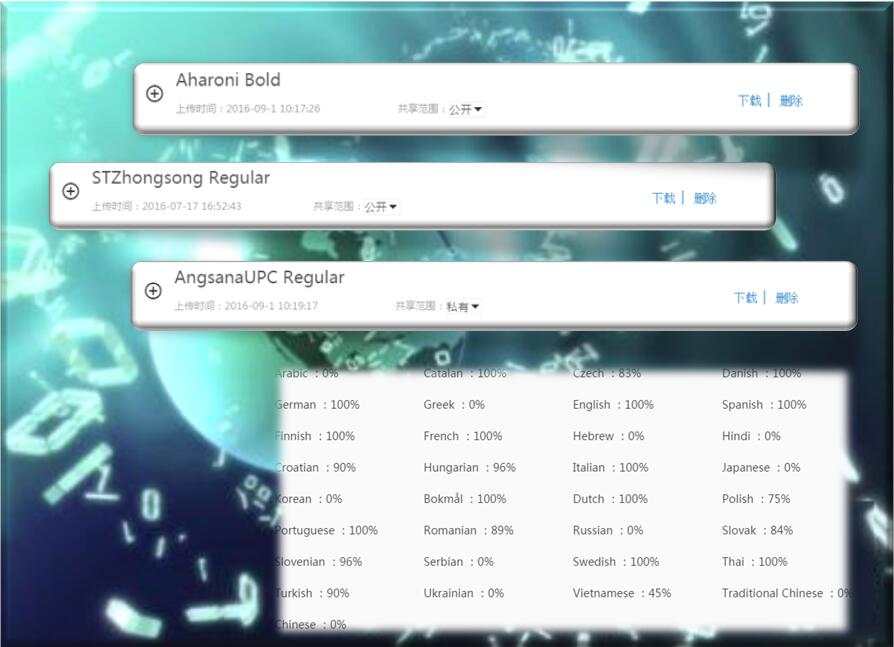 Aharoni Bold
上传时间：2016-09-1 10:17:26 共享范围：公开 下载 | 删除
STZhongsong Regular
上传时间：2016-07-17 16:52:43 共享范围：公开 下载 | 删除
AngsanaUPC Regular
上传时间：2016-09-1 10:19:17 共享范围：私有 下载 | 删除
Arabic ：0% Catalan ：100% Czech ：83% Danish ：100%
German ：100% Greek ：0% English ：100% Spanish ：100%
Finnish ：100% French ：100% Hebrew ：0% Hindi ：0%
Croatian ：90% Hungarian ：96% Italian ：100% Japanese ：0%
Korean ：0% Bokmål ：100% Dutch ：100% Polish ：75%
Portuguese ：100% Romanian ：89% Russian ：0% Slovak ：84%
Slovenian ：96% Serbian ：0% Swedish ：100% Thai ：100%
Turkish ：90% Ukrainian ：0% Vietnamese ：45% Traditional Chinese ：0%
Chinese ：0%